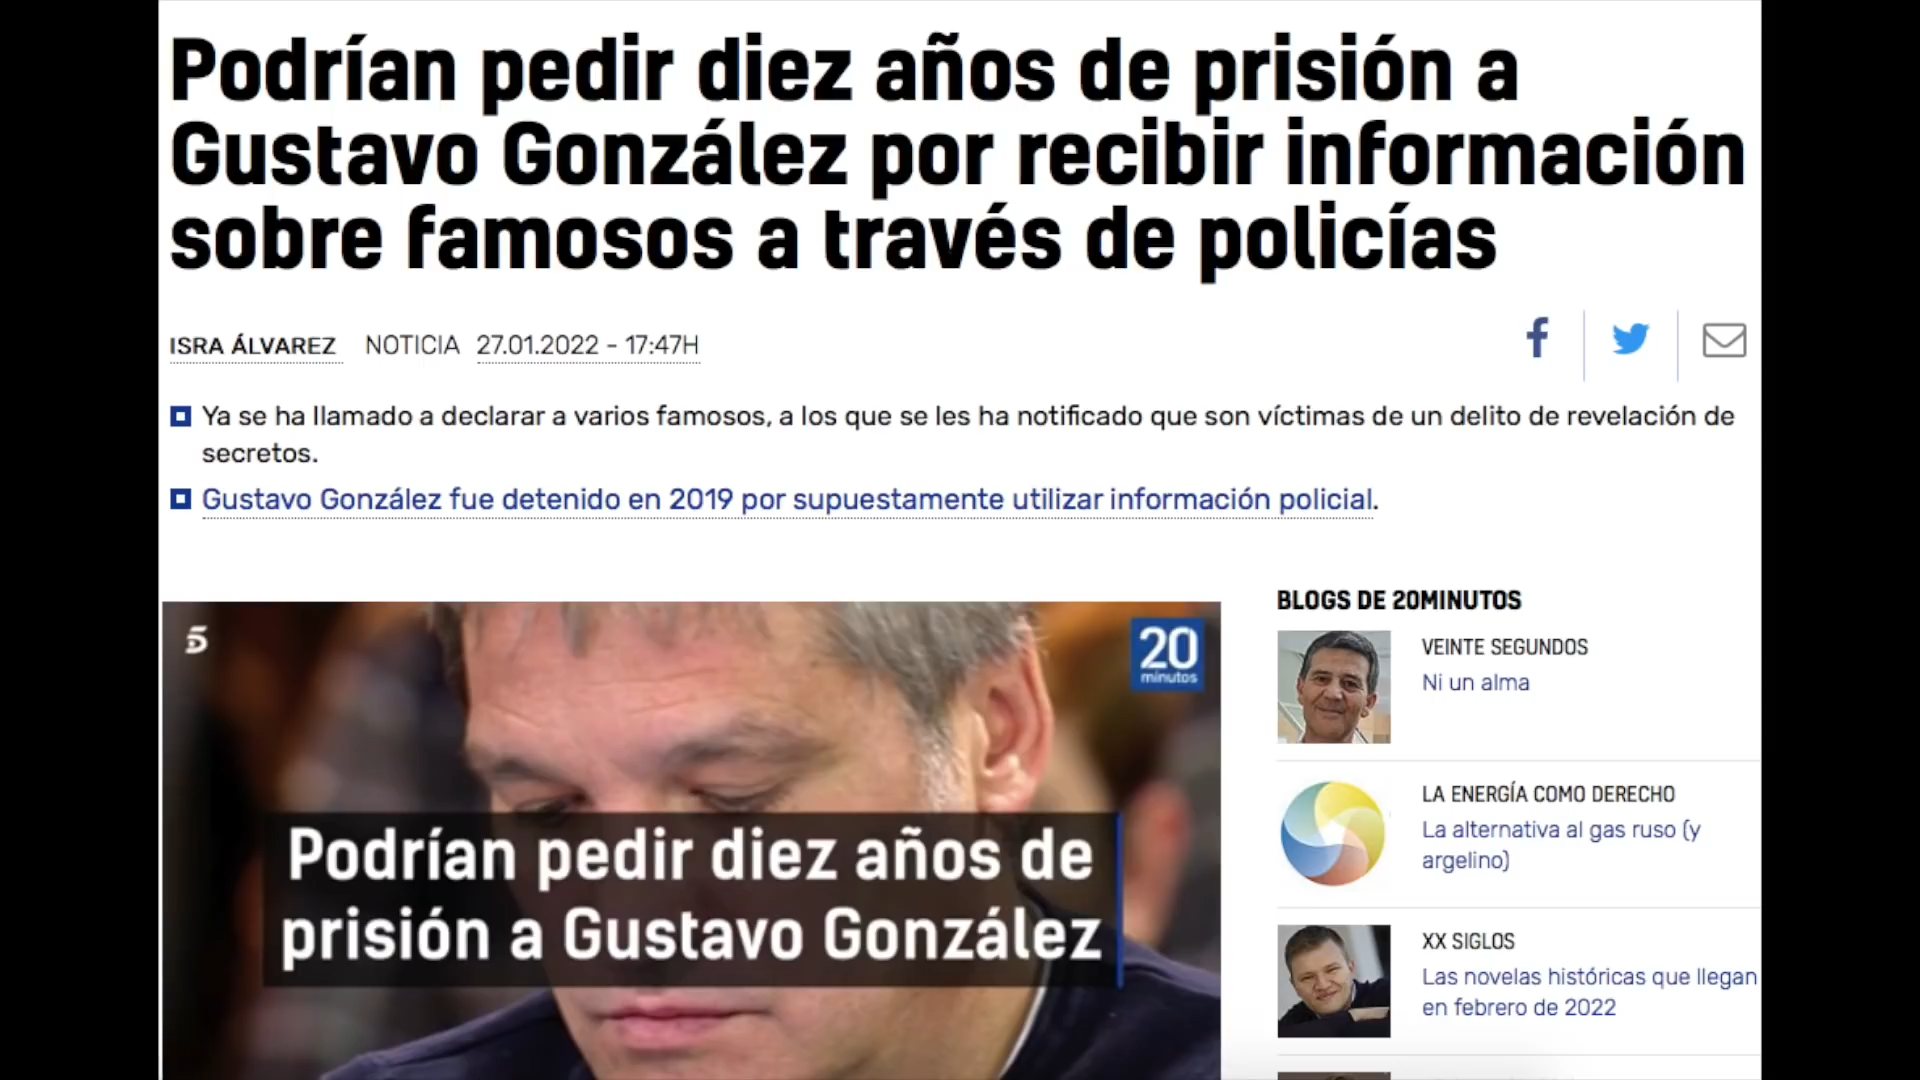 Podrían pedir diez años de prisión a
Gustavo González por recibir información
sobre famosos a través de policías
ISRA ÁLVAREZ NOTICIA 27.01.2022 - 17:47H
Ya se ha llamado a declarar a varios famosos, a los que se les ha notificado que son víctimas de un delito de revelación de
secretos.
Gustavo González fue detenido en 2019 por supuestamente utilizar información policial.
5
20
minutos
Podrían pedir diez años de
prisión a Gustavo González
BLOGS DE 20MINUTOS
VEINTE SEGUNDOS
Ni un alma
LA ENERGÍA COMO DERECHO
La alternativa al gas ruso (y
argelino)
XX SIGLOS
Las novelas históricas que llegan
en febrero de 2022